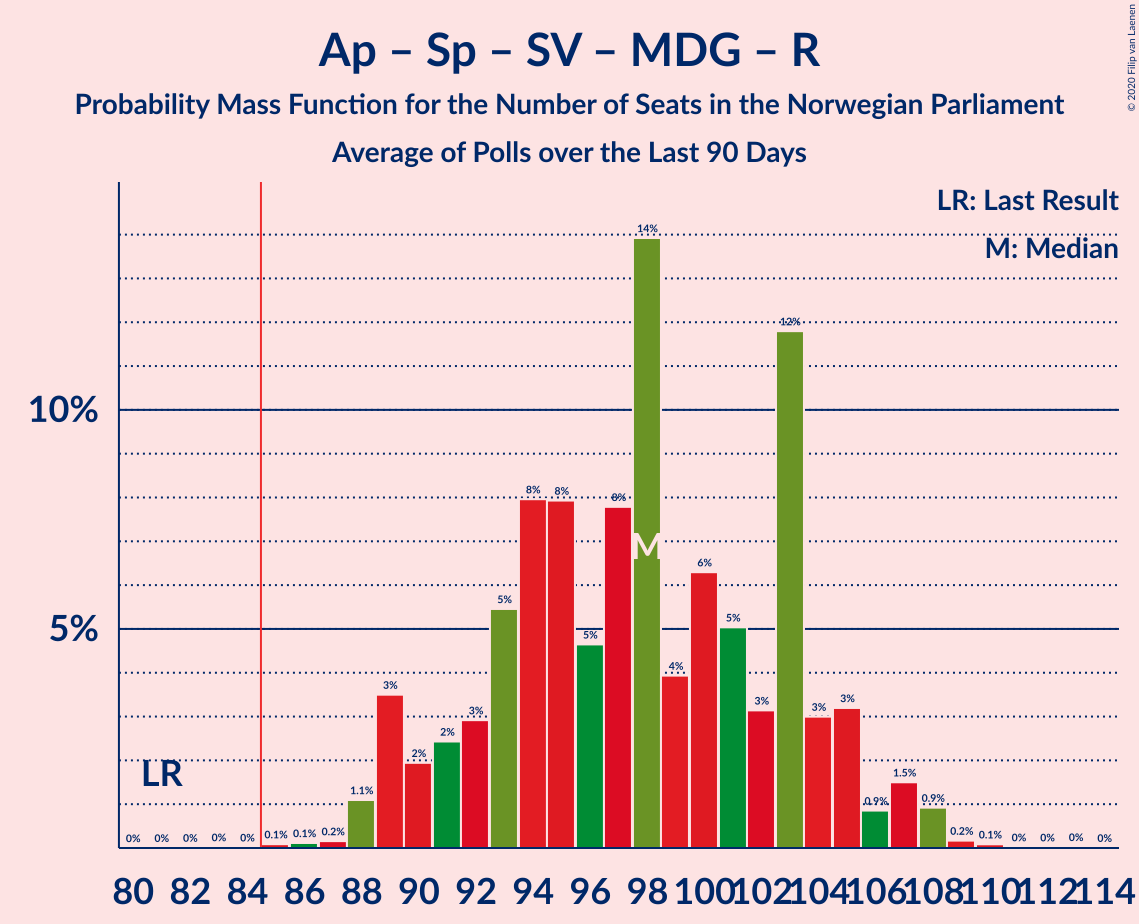 Ap – Sp – SV – MDG – R
Probability Mass Function for the Number of Seats in the Norwegian Parliament
Average of Polls over the Last 90 Days
© 2020 Filip van Laenen
LR: Last Result
M: Median
10%
5%
LR
M
0% 0% 0% 0% 0% 0.1% 0.1% 0.2% 1.1% 3% 2% 2% 3% 5% 8% 8% 5% 8% 14% 4% 6% 5% 3% 12% 3% 3% 0.9% 1.5% 0.9% 0.2% 0.1% 0% 0% 0% 0%
80 82 84 86 88 90 92 94 96 98 100 102 104 106 108 110 112 114